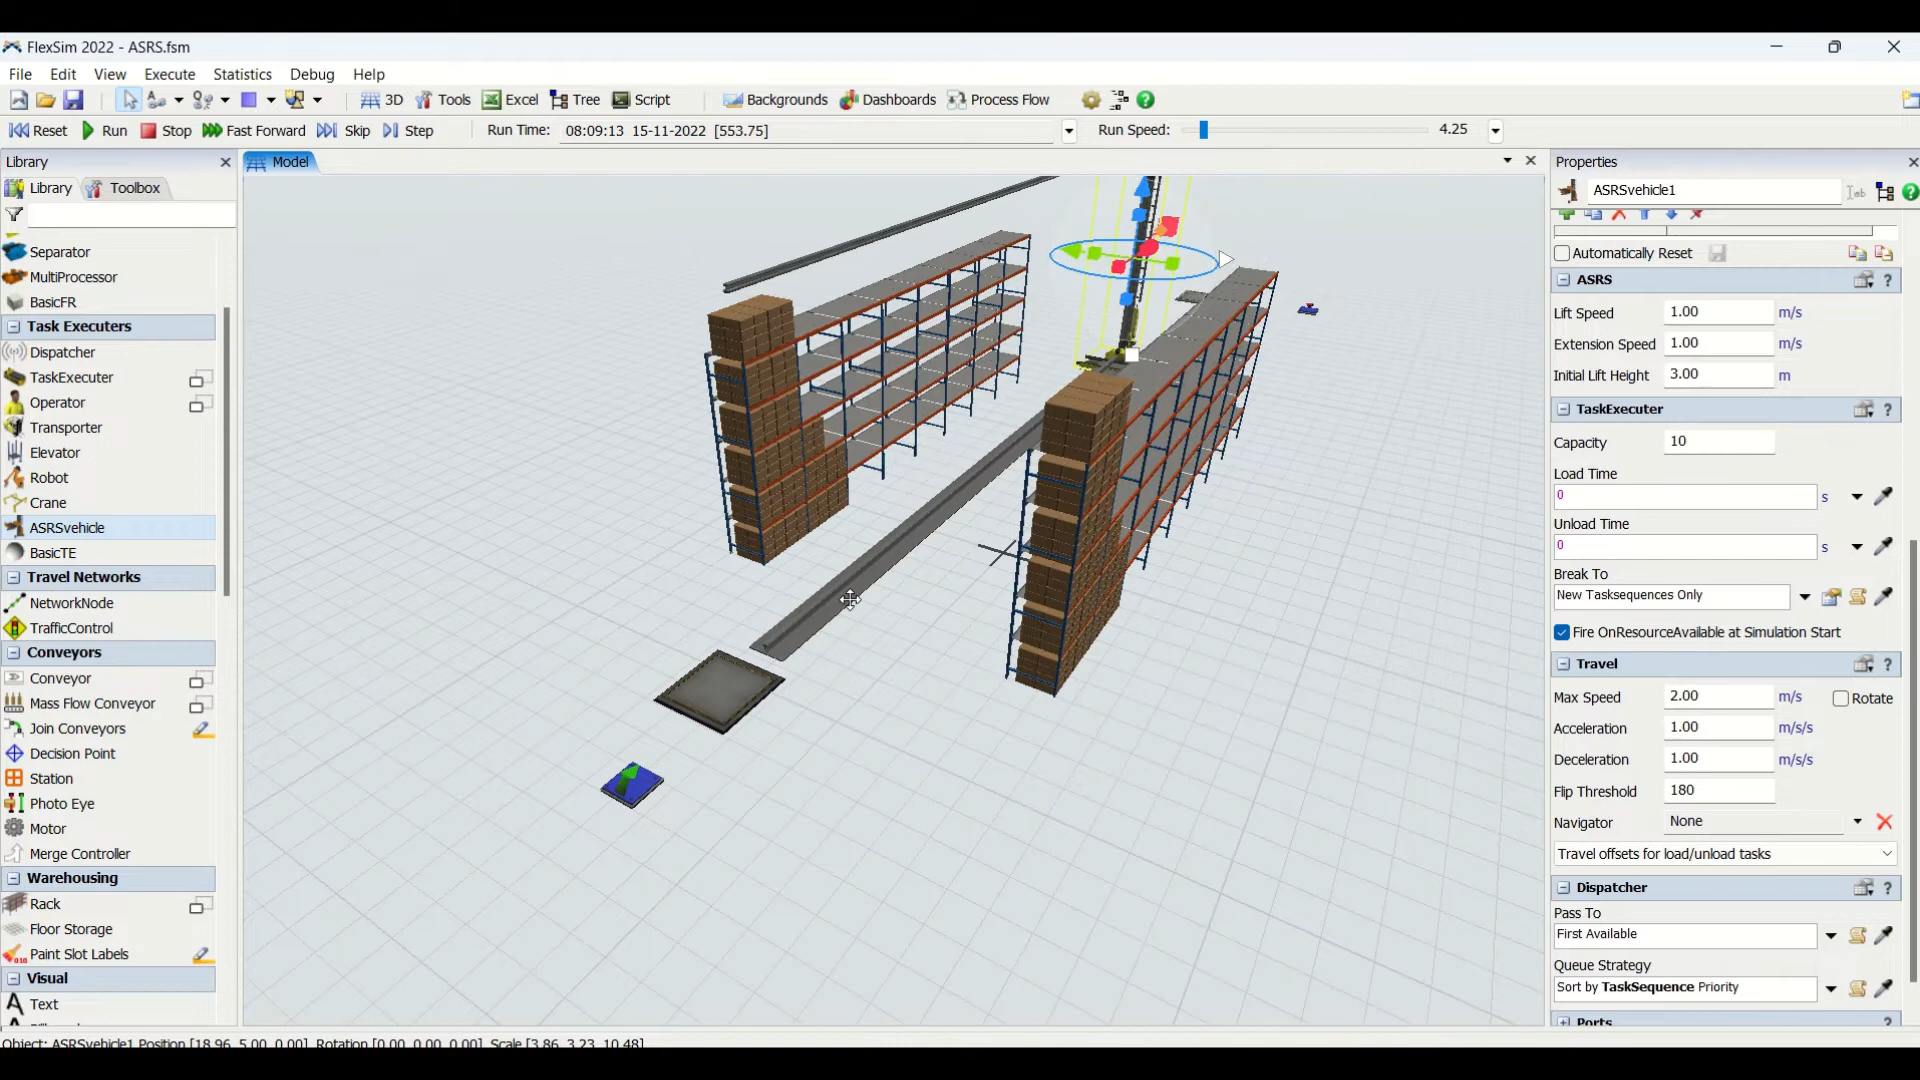 FlexSim 2022 - ASRS.fsm
File Edit View Execute Statistics Debug Help
3D Tools Excel Tree Script Backgrounds Dashboards Process Flow
Reset Run Stop Fast Forward Skip Step Run Time: 08:09:13 15-11-2022 [553.75] Run Speed: 4.25
Library
Library Toolbox
Separator
MultiProcessor
BasicFR
Task Executers
Dispatcher
TaskExecuter
Operator
Transporter
Elevator
Robot
Crane
ASRSvehicle
BasicTE
Travel Networks
NetworkNode
TrafficControl
Conveyors
Conveyor
Mass Flow Conveyor
Join Conveyors
Decision Point
Station
Photo Eye
Motor
Merge Controller
Warehousing
Rack
Floor Storage
Paint Slot Labels
Visual
Text
Model
Properties
ASRSvehicle1
Automatically Reset
ASRS
Lift Speed 1.00 m/s
Extension Speed 1.00 m/s
Initial Lift Height 3.00 m
TaskExecuter
Capacity 10
Load Time
0 s
Unload Time
0 s
Break To
New Tasksequences Only
Fire OnResourceAvailable at Simulation Start
Travel
Max Speed 2.00 m/s Rotate
Acceleration 1.00 m/s/s
Deceleration 1.00 m/s/s
Flip Threshold 180
Navigator None
Travel offsets for load/unload tasks
Dispatcher
Pass To
First Available
Queue Strategy
Sort by TaskSequence Priority
Ports
Object: ASRSvehicle1 Position [18.96, 5.00, 0.00] Rotation [0.00, 0.00, 0.00] Scale [3.86, 3.23, 10.48]